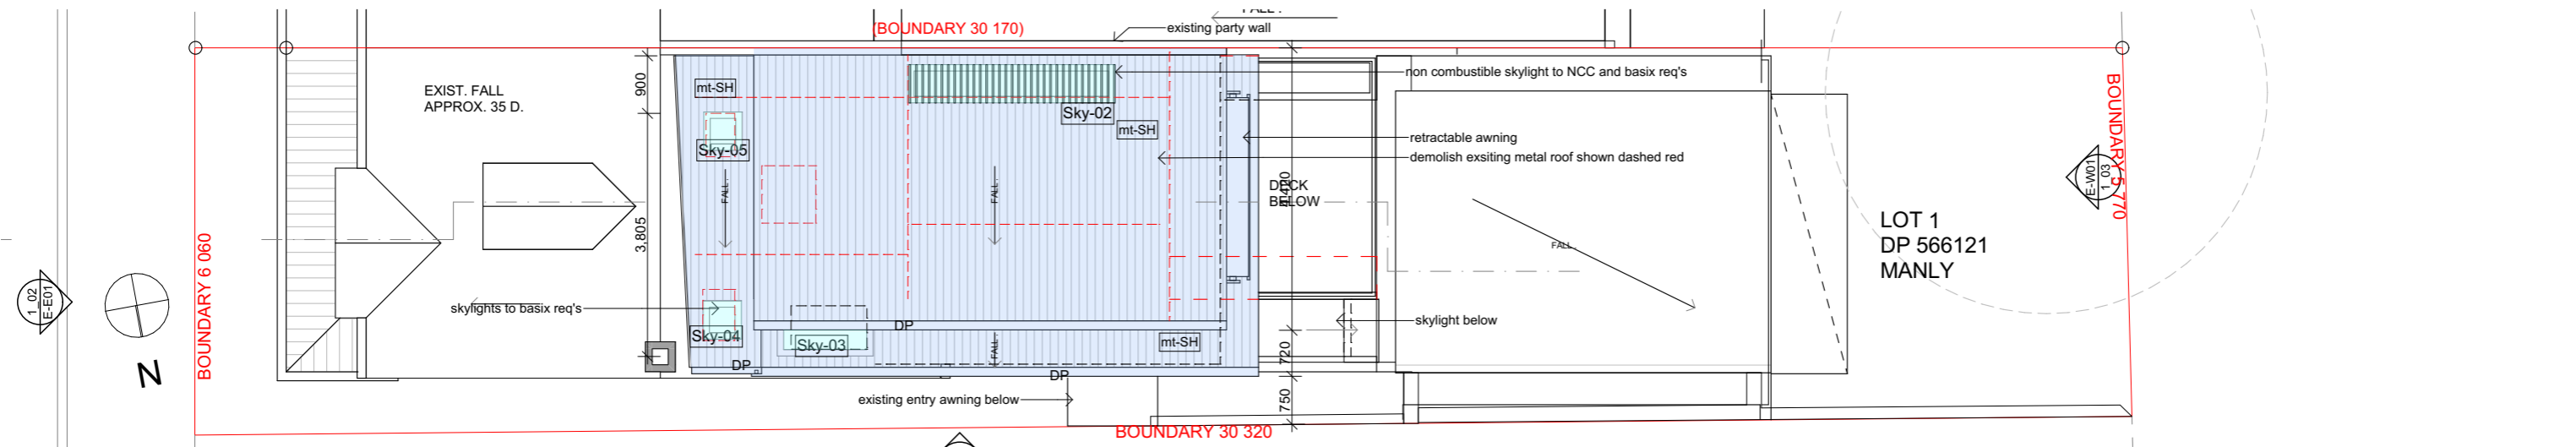 FALL .
(BOUNDARY 30 170)
existing party wall
non combustible skylight to NCC and basix req's
EXIST. FALL
APPROX. 35 D.
900
mt-SH
Sky-02
mt-SH
retractable awning
Sky-05
demolish exsiting metal roof shown dashed red
FALL .
FALL .
DECK
BELOW
3,805
BOUNDARY 6 060
BOUNDARY 5 770
E-W01
1_03
LOT 1
DP 566121
MANLY
FALL .
1_02
E-E01
skylights to basix req's
Sky-04
DP
Sky-03
FALL .
mt-SH
skylight below
720
DP
DP
N
existing entry awning below
750
BOUNDARY 30 320